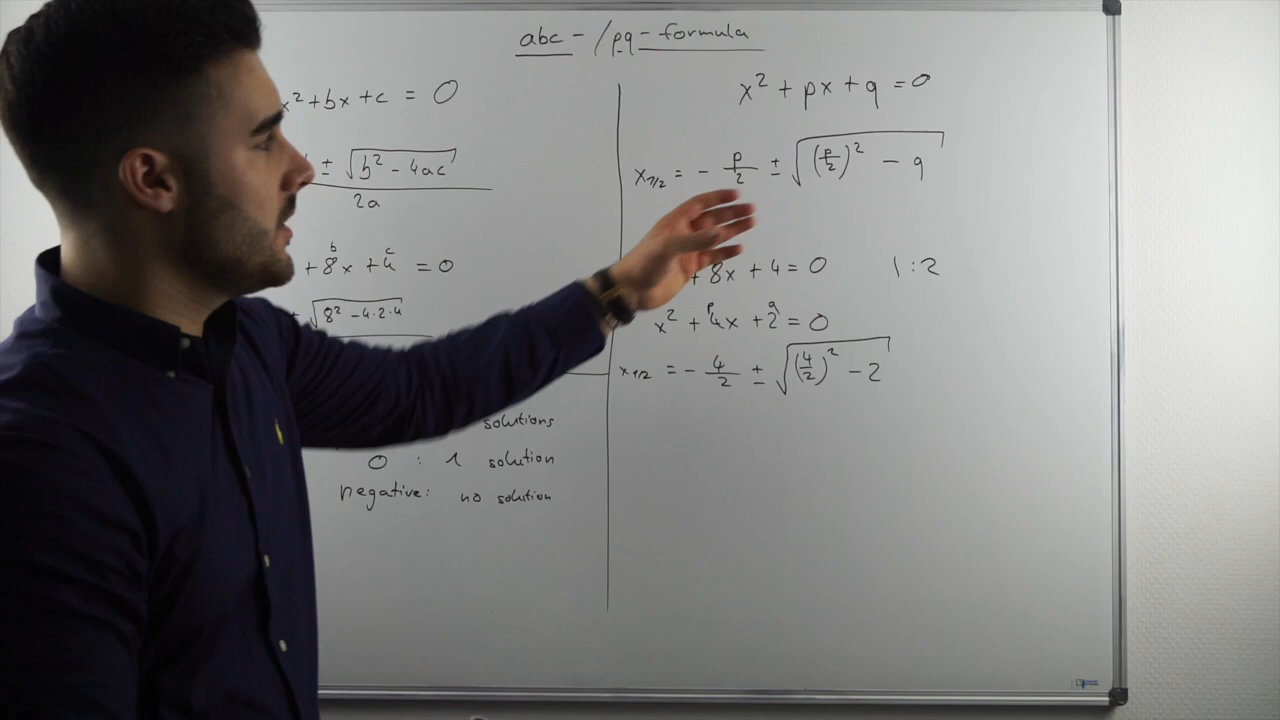 abc - / pq - formula
x² + bx + c = 0
± √(b² - 4ac)
2a
b c
+ 8x + 4 = 0
√(8² - 4·2·4)
solutions
0 : 1 solution
negative: no solution
x² + px + q = 0
x₁/₂ = - p/2 ± √((p/2)² - q)
+ 8x + 4 = 0 | : 2
p q
x² + 4x + 2 = 0
x₁/₂ = - 4/2 ± √((4/2)² - 2)